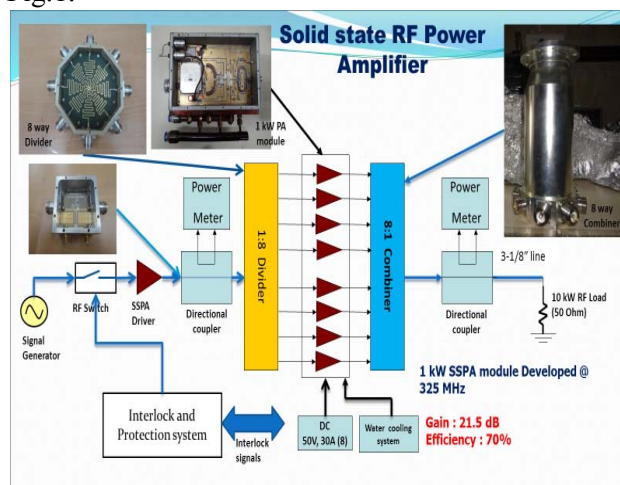 Fig.1.
Solid state RF Power
Amplifier
8 way
Divider
1 kW PA
module
8 way
Combiner
Power
Meter
1:8 Divider
8:1 Combiner
Power
Meter
3-1/8" line
RF Switch
SSPA
Driver
Directional
coupler
Directional
coupler
10 kW RF Load
(50 Ohm)
Signal
Generator
1 kW SSPA module Developed @
325 MHz
Interlock and
Protection system
Interlock
signals
DC
50V, 30A (8)
Water cooling
system
Gain : 21.5 dB
Efficiency : 70%